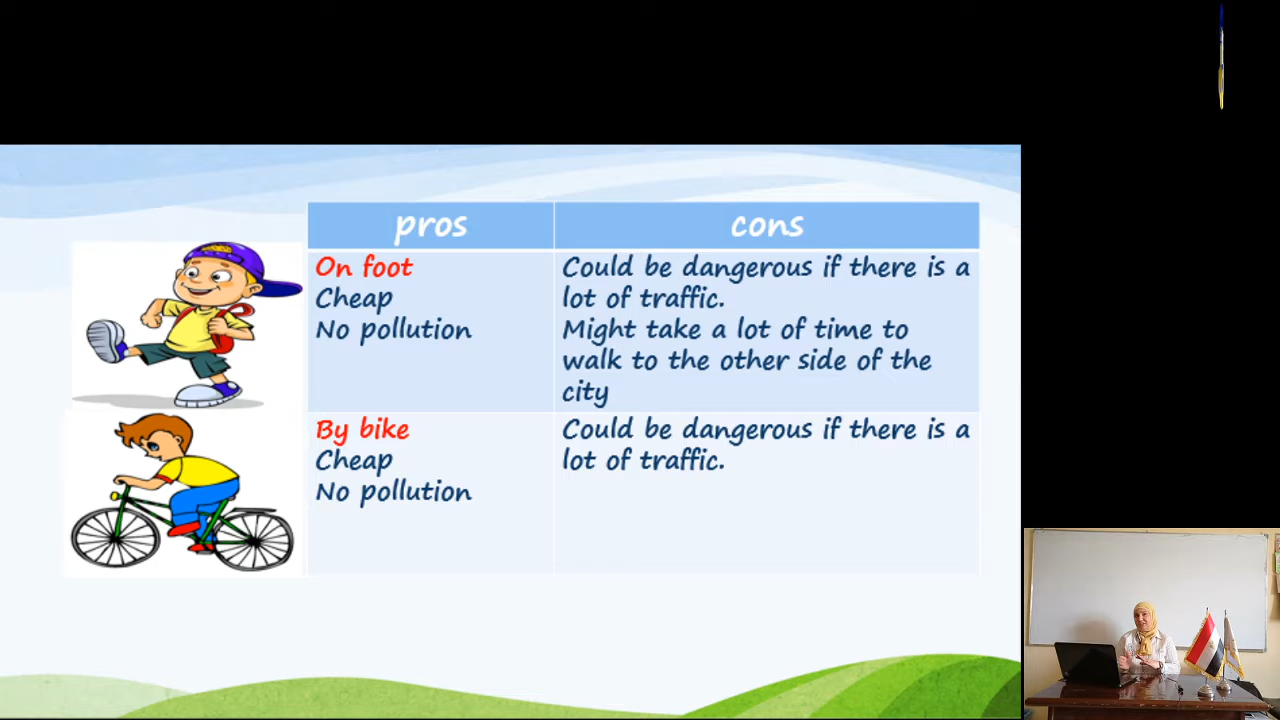 pros
cons
On foot
Cheap
No pollution
Could be dangerous if there is a
lot of traffic.
Might take a lot of time to
walk to the other side of the
city
By bike
Cheap
No pollution
Could be dangerous if there is a
lot of traffic.